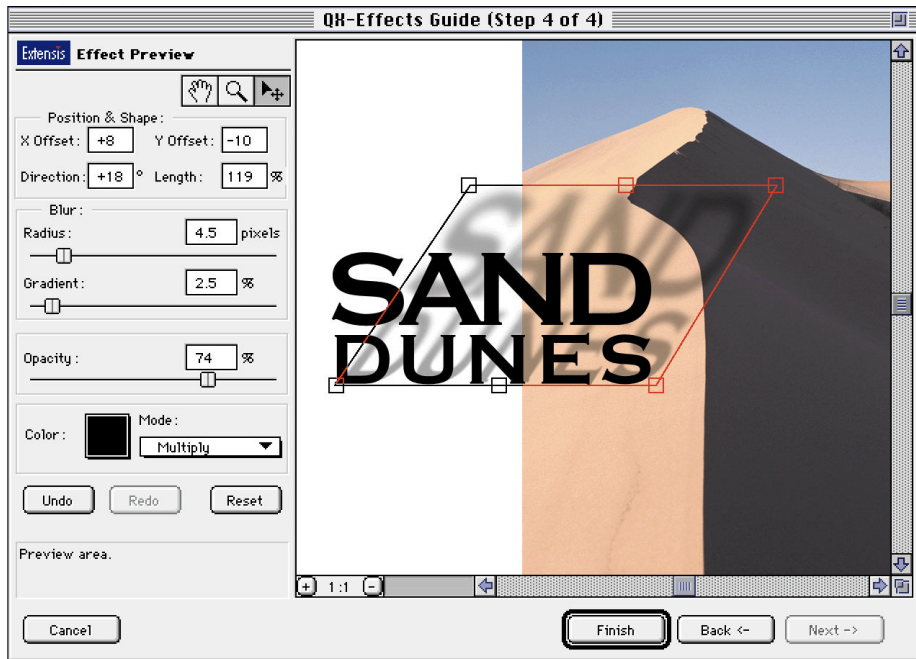 QX-Effects Guide (Step 4 of 4)
Extensis Effect Preview
Position & Shape:
X Offset: +8 Y Offset: -10
Direction: +18 ° Length: 119 %
Blur:
Radius: 4.5 pixels
Gradient: 2.5 %
Opacity: 74 %
Color: Mode:
Multiply
Undo Redo Reset
Preview area.
SAND
DUNES
SAND
DUNES
+ 1:1 -
Cancel Finish Back <- Next ->